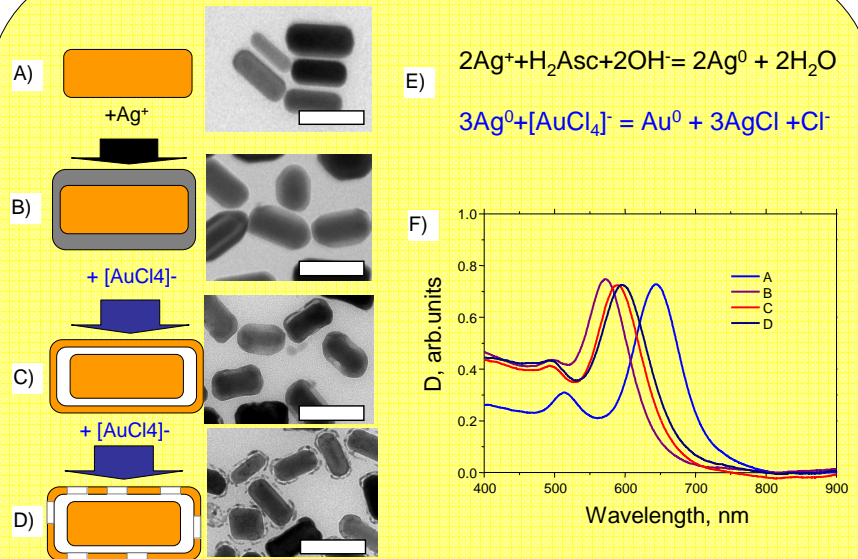 A)
+Ag⁺
B)
+ [AuCl4]-
C)
+ [AuCl4]-
D)
E)
2Ag⁺+H₂Asc+2OH⁻= 2Ag⁰ + 2H₂O
3Ag⁰+[AuCl₄]⁻ = Au⁰ + 3AgCl +Cl⁻
F)
1.0
0.8
0.6
0.4
0.2
0.0
D, arb.units
A
B
C
D
400 500 600 700 800 900
Wavelength, nm